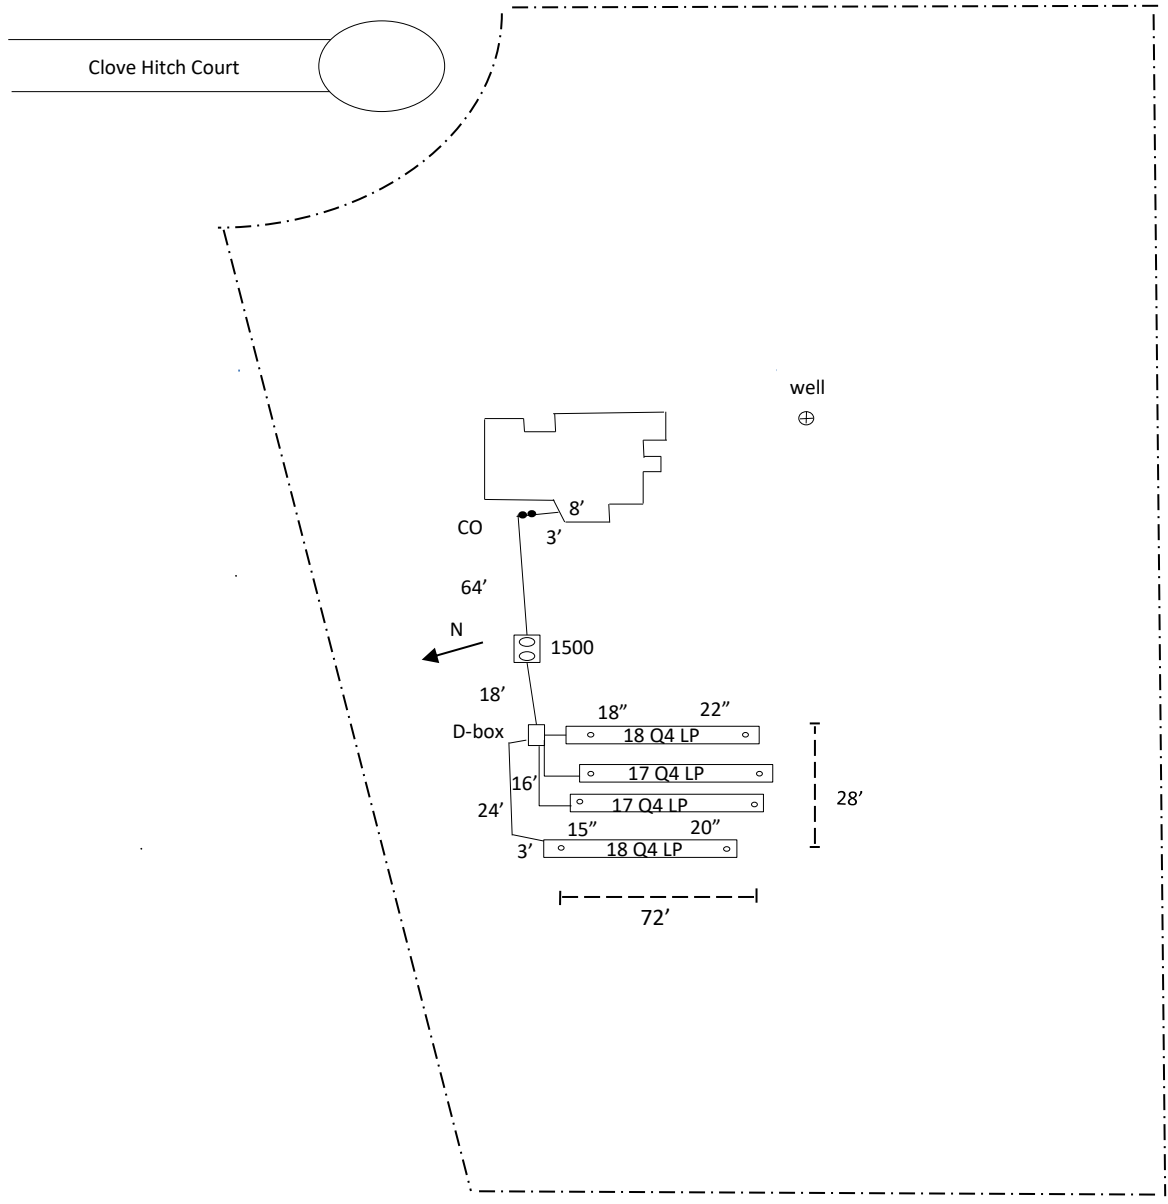 Clove Hitch Court
well
8’
CO
3’
64’
N
1500
18’
D-box
18”
22”
18 Q4 LP
17 Q4 LP
16’
28’
24’
17 Q4 LP
15”
20”
3’
18 Q4 LP
72’